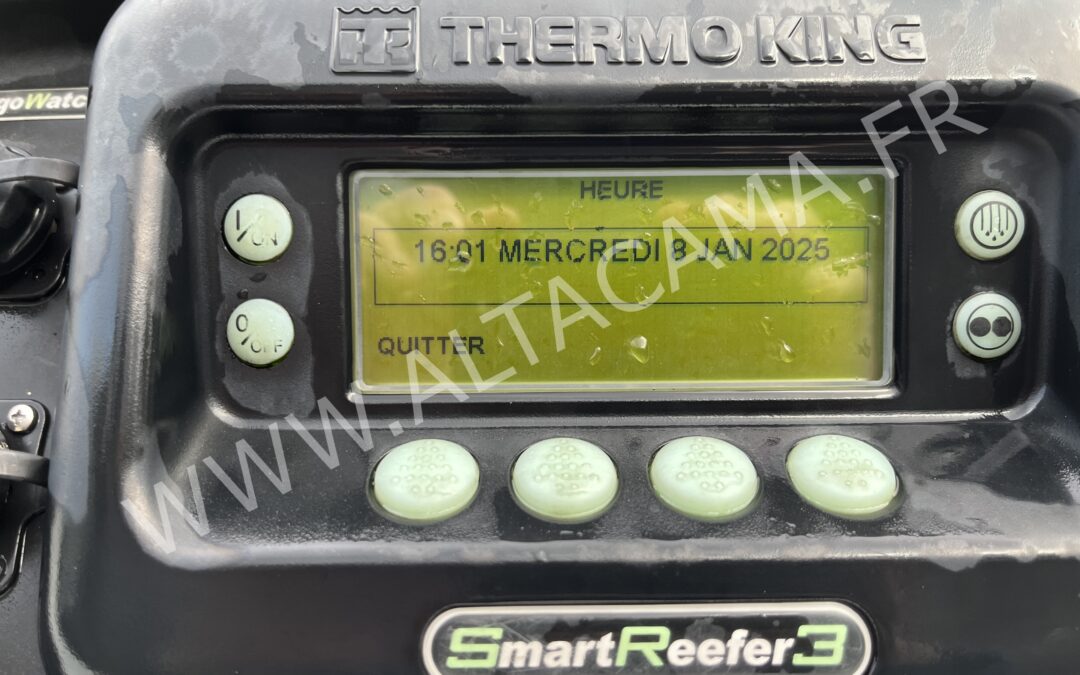 THERMO KING
goWatc
HEURE
I/ON
16:01 MERCREDI 8 JAN 2025
O/OFF
QUITTER
WWW.ALTACAMA.FR
SmartReefer3